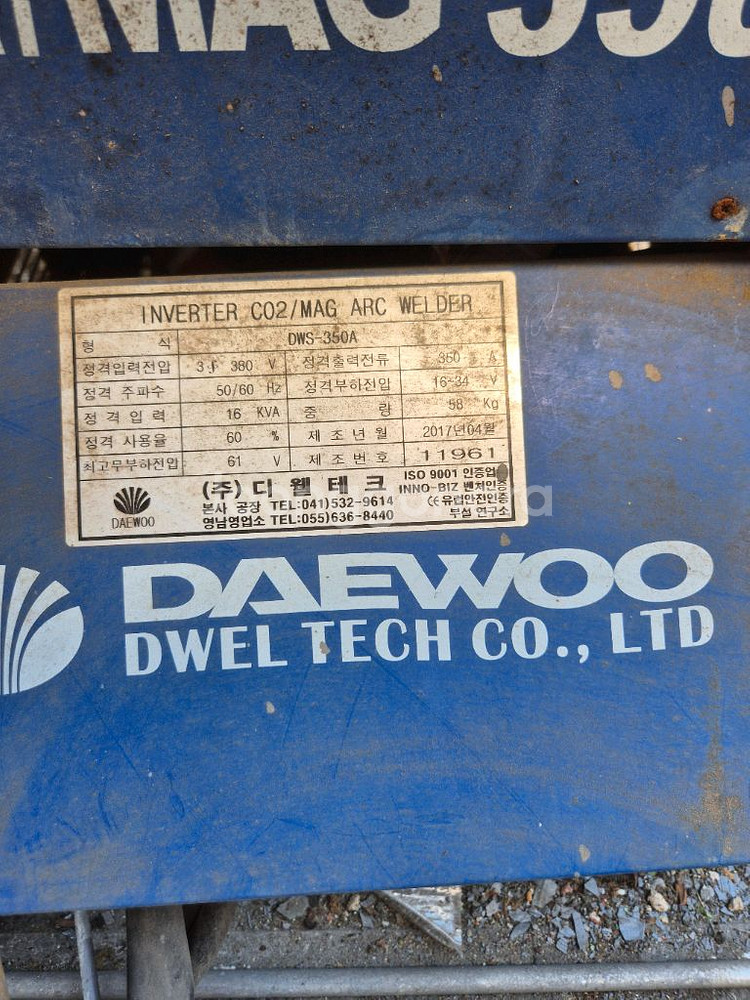 MAG 350
INVERTER CO2/MAG ARC WELDER
형 식 DWS-350A
정격입력전압 3∮ 380 V 정격출력전류 350 A
정격 주파수 50/60 Hz 정격부하전압 16-34 V
정 격 입 력 16 KVA 중 량 58 Kg
정격 사용율 60 % 제 조 년 월 2017년04월
최고무부하전압 61 V 제 조 번 호 11961
(주) 디 웰 테 크 ISO 9001 인증업
INNO-BIZ 벤처인증
본사 공장 TEL:041)532-9614 CE 유럽안전인증
DAEWOO 영남영업소 TEL:055)636-8440 부설 연구소
DAEWOO
DWEL TECH CO., LTD